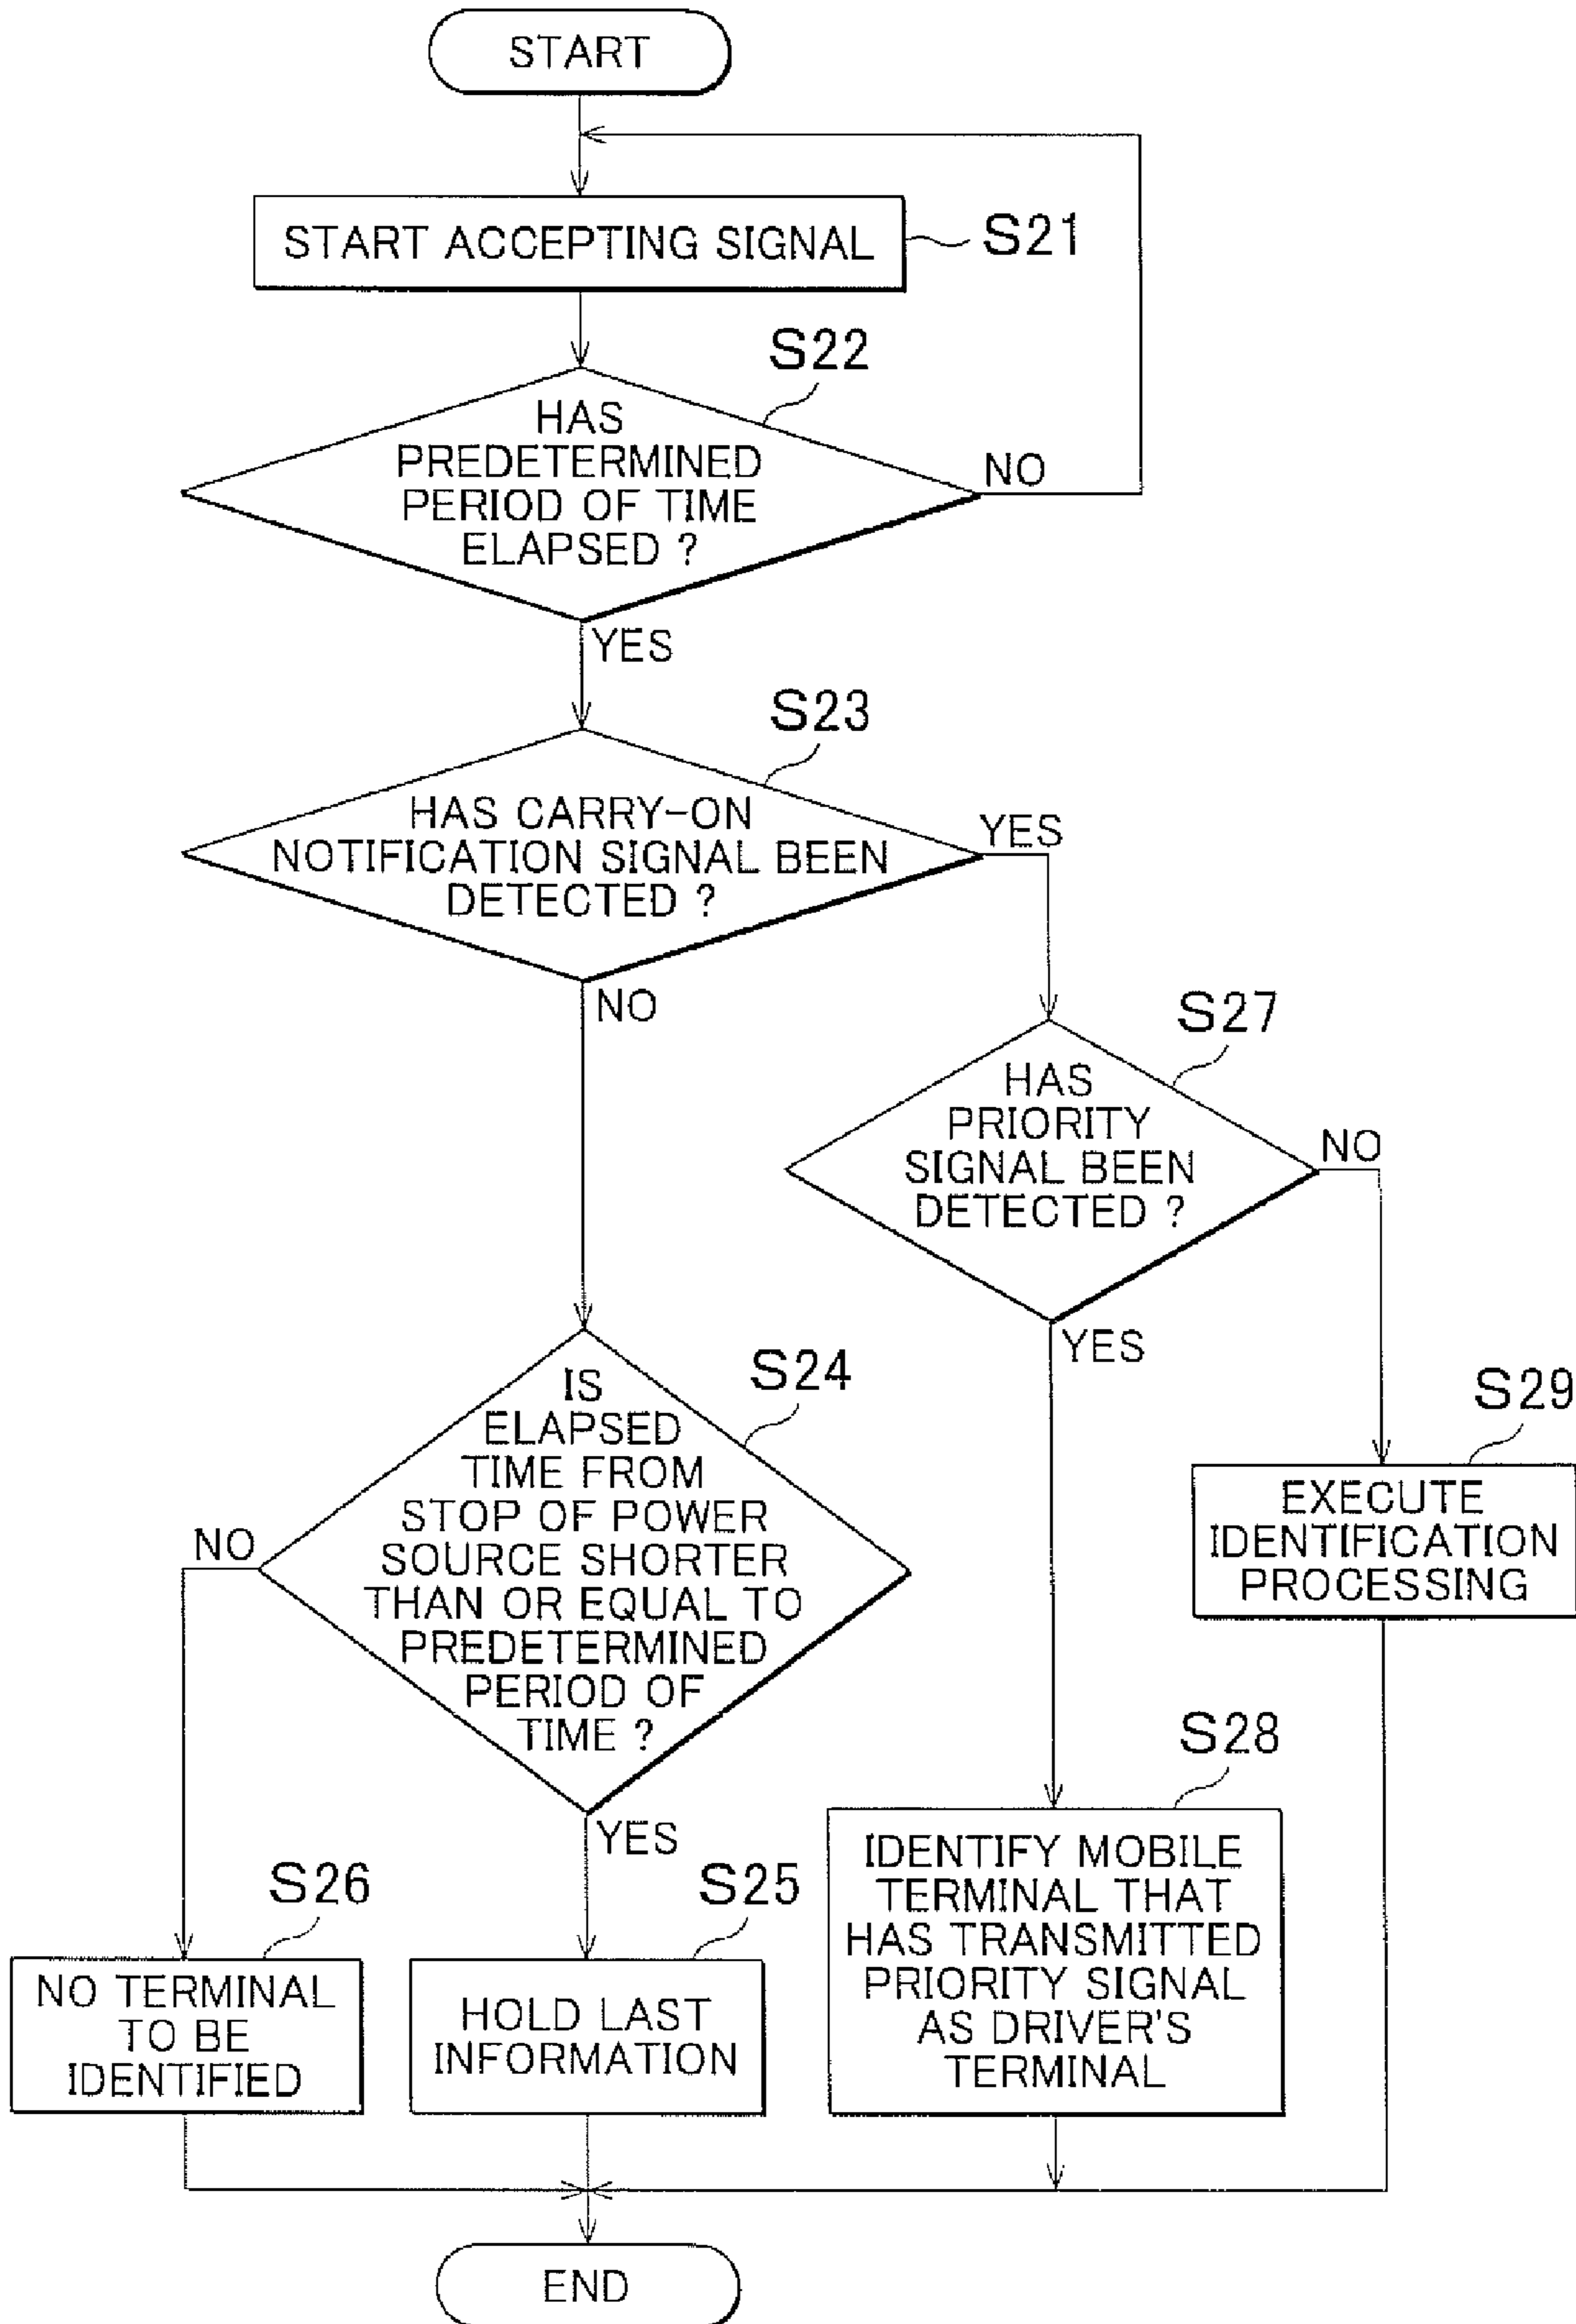 START
START ACCEPTING SIGNAL
S21
S22
HAS
PREDETERMINED
PERIOD OF TIME
ELAPSED ?
NO
YES
S23
HAS CARRY-ON
NOTIFICATION SIGNAL BEEN
DETECTED ?
YES
NO
S27
HAS
PRIORITY
SIGNAL BEEN
DETECTED ?
NO
YES
S24
IS
ELAPSED
TIME FROM
STOP OF POWER
SOURCE SHORTER
THAN OR EQUAL TO
PREDETERMINED
PERIOD OF
TIME ?
NO
YES
S29
EXECUTE
IDENTIFICATION
PROCESSING
S26
NO TERMINAL
TO BE
IDENTIFIED
S25
HOLD LAST
INFORMATION
S28
IDENTIFY MOBILE
TERMINAL THAT
HAS TRANSMITTED
PRIORITY SIGNAL
AS DRIVER'S
TERMINAL
END